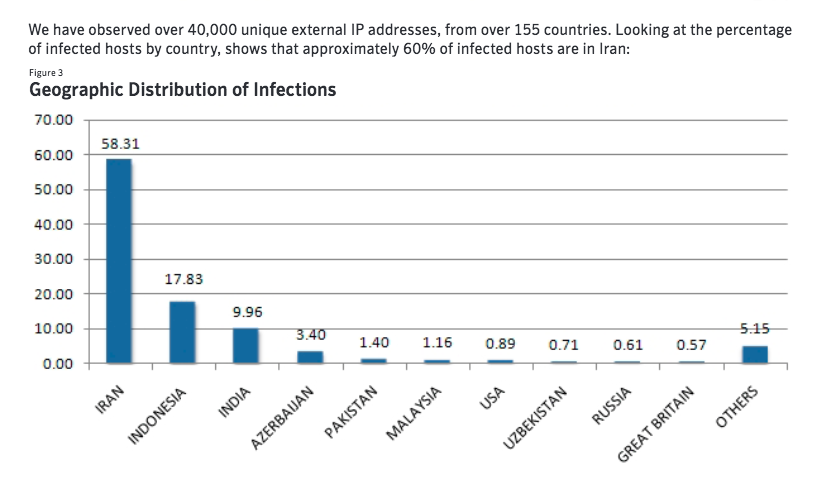 We have observed over 40,000 unique external IP addresses, from over 155 countries. Looking at the percentage
of infected hosts by country, shows that approximately 60% of infected hosts are in Iran:
Figure 3
Geographic Distribution of Infections
70.00
60.00
50.00
40.00
30.00
20.00
10.00
0.00
58.31
17.83
9.96
3.40
1.40
1.16
0.89
0.71
0.61
0.57
5.15
IRAN
INDONESIA
INDIA
AZERBAIJAN
PAKISTAN
MALAYSIA
USA
UZBEKISTAN
RUSSIA
GREAT BRITAIN
OTHERS